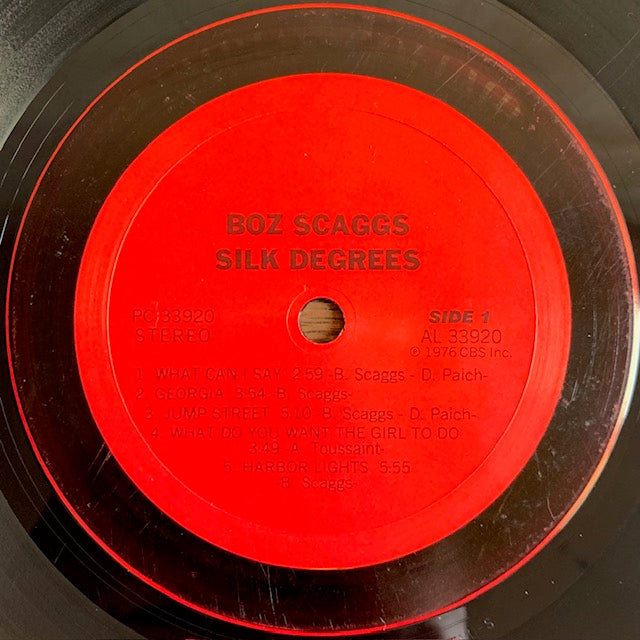 BOZ SCAGGS
SILK DEGREES
PC 33920
STEREO
SIDE 1
AL 33920
℗ 1976 CBS Inc.
1 WHAT CAN I SAY 2:59 -B. Scaggs - D. Paich-
2 GEORGIA 3:54 B. Scaggs-
3 JUMP STREET 5:10 B. Scaggs - D. Paich-
4 WHAT DO YOU WANT THE GIRL TO DO
3:49 -A. Toussaint-
5 HARBOR LIGHTS 5:55
B. Scaggs-